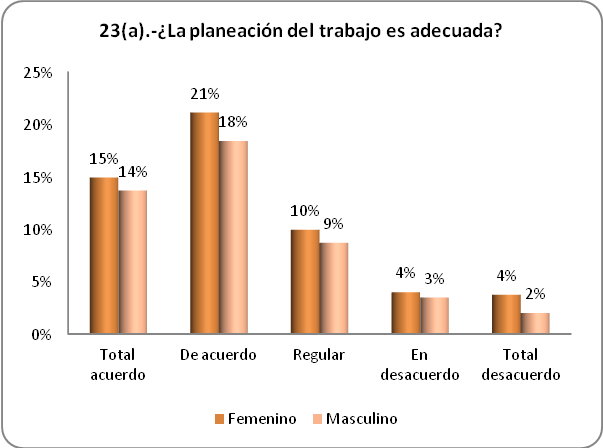 23(a).-¿La planeación del trabajo es adecuada?
25%
20%
15%
10%
5%
0%
15%
14%
21%
18%
10%
9%
4%
3%
4%
2%
Total
acuerdo
De acuerdo
Regular
En
desacuerdo
Total
desacuerdo
Femenino
Masculino